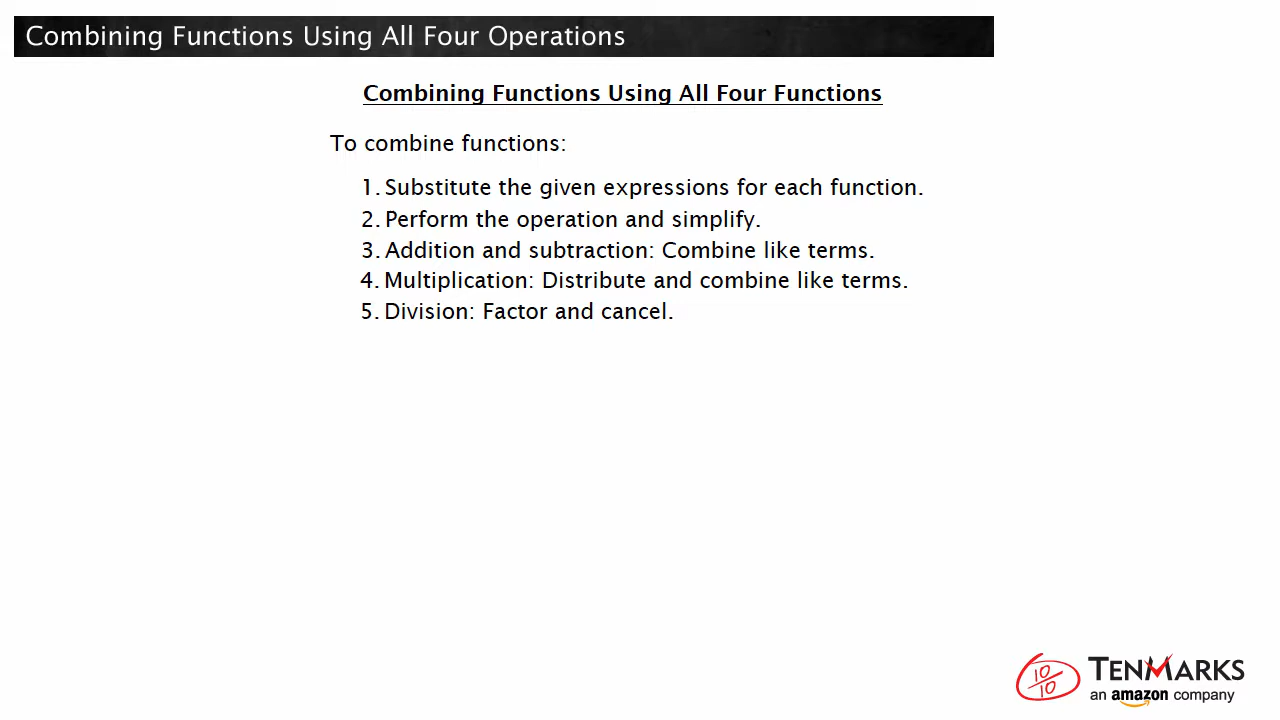 Combining Functions Using All Four Operations
Combining Functions Using All Four Functions
To combine functions:
1. Substitute the given expressions for each function.
2. Perform the operation and simplify.
3. Addition and subtraction: Combine like terms.
4. Multiplication: Distribute and combine like terms.
5. Division: Factor and cancel.
10/10
TENMARKS
an amazon company